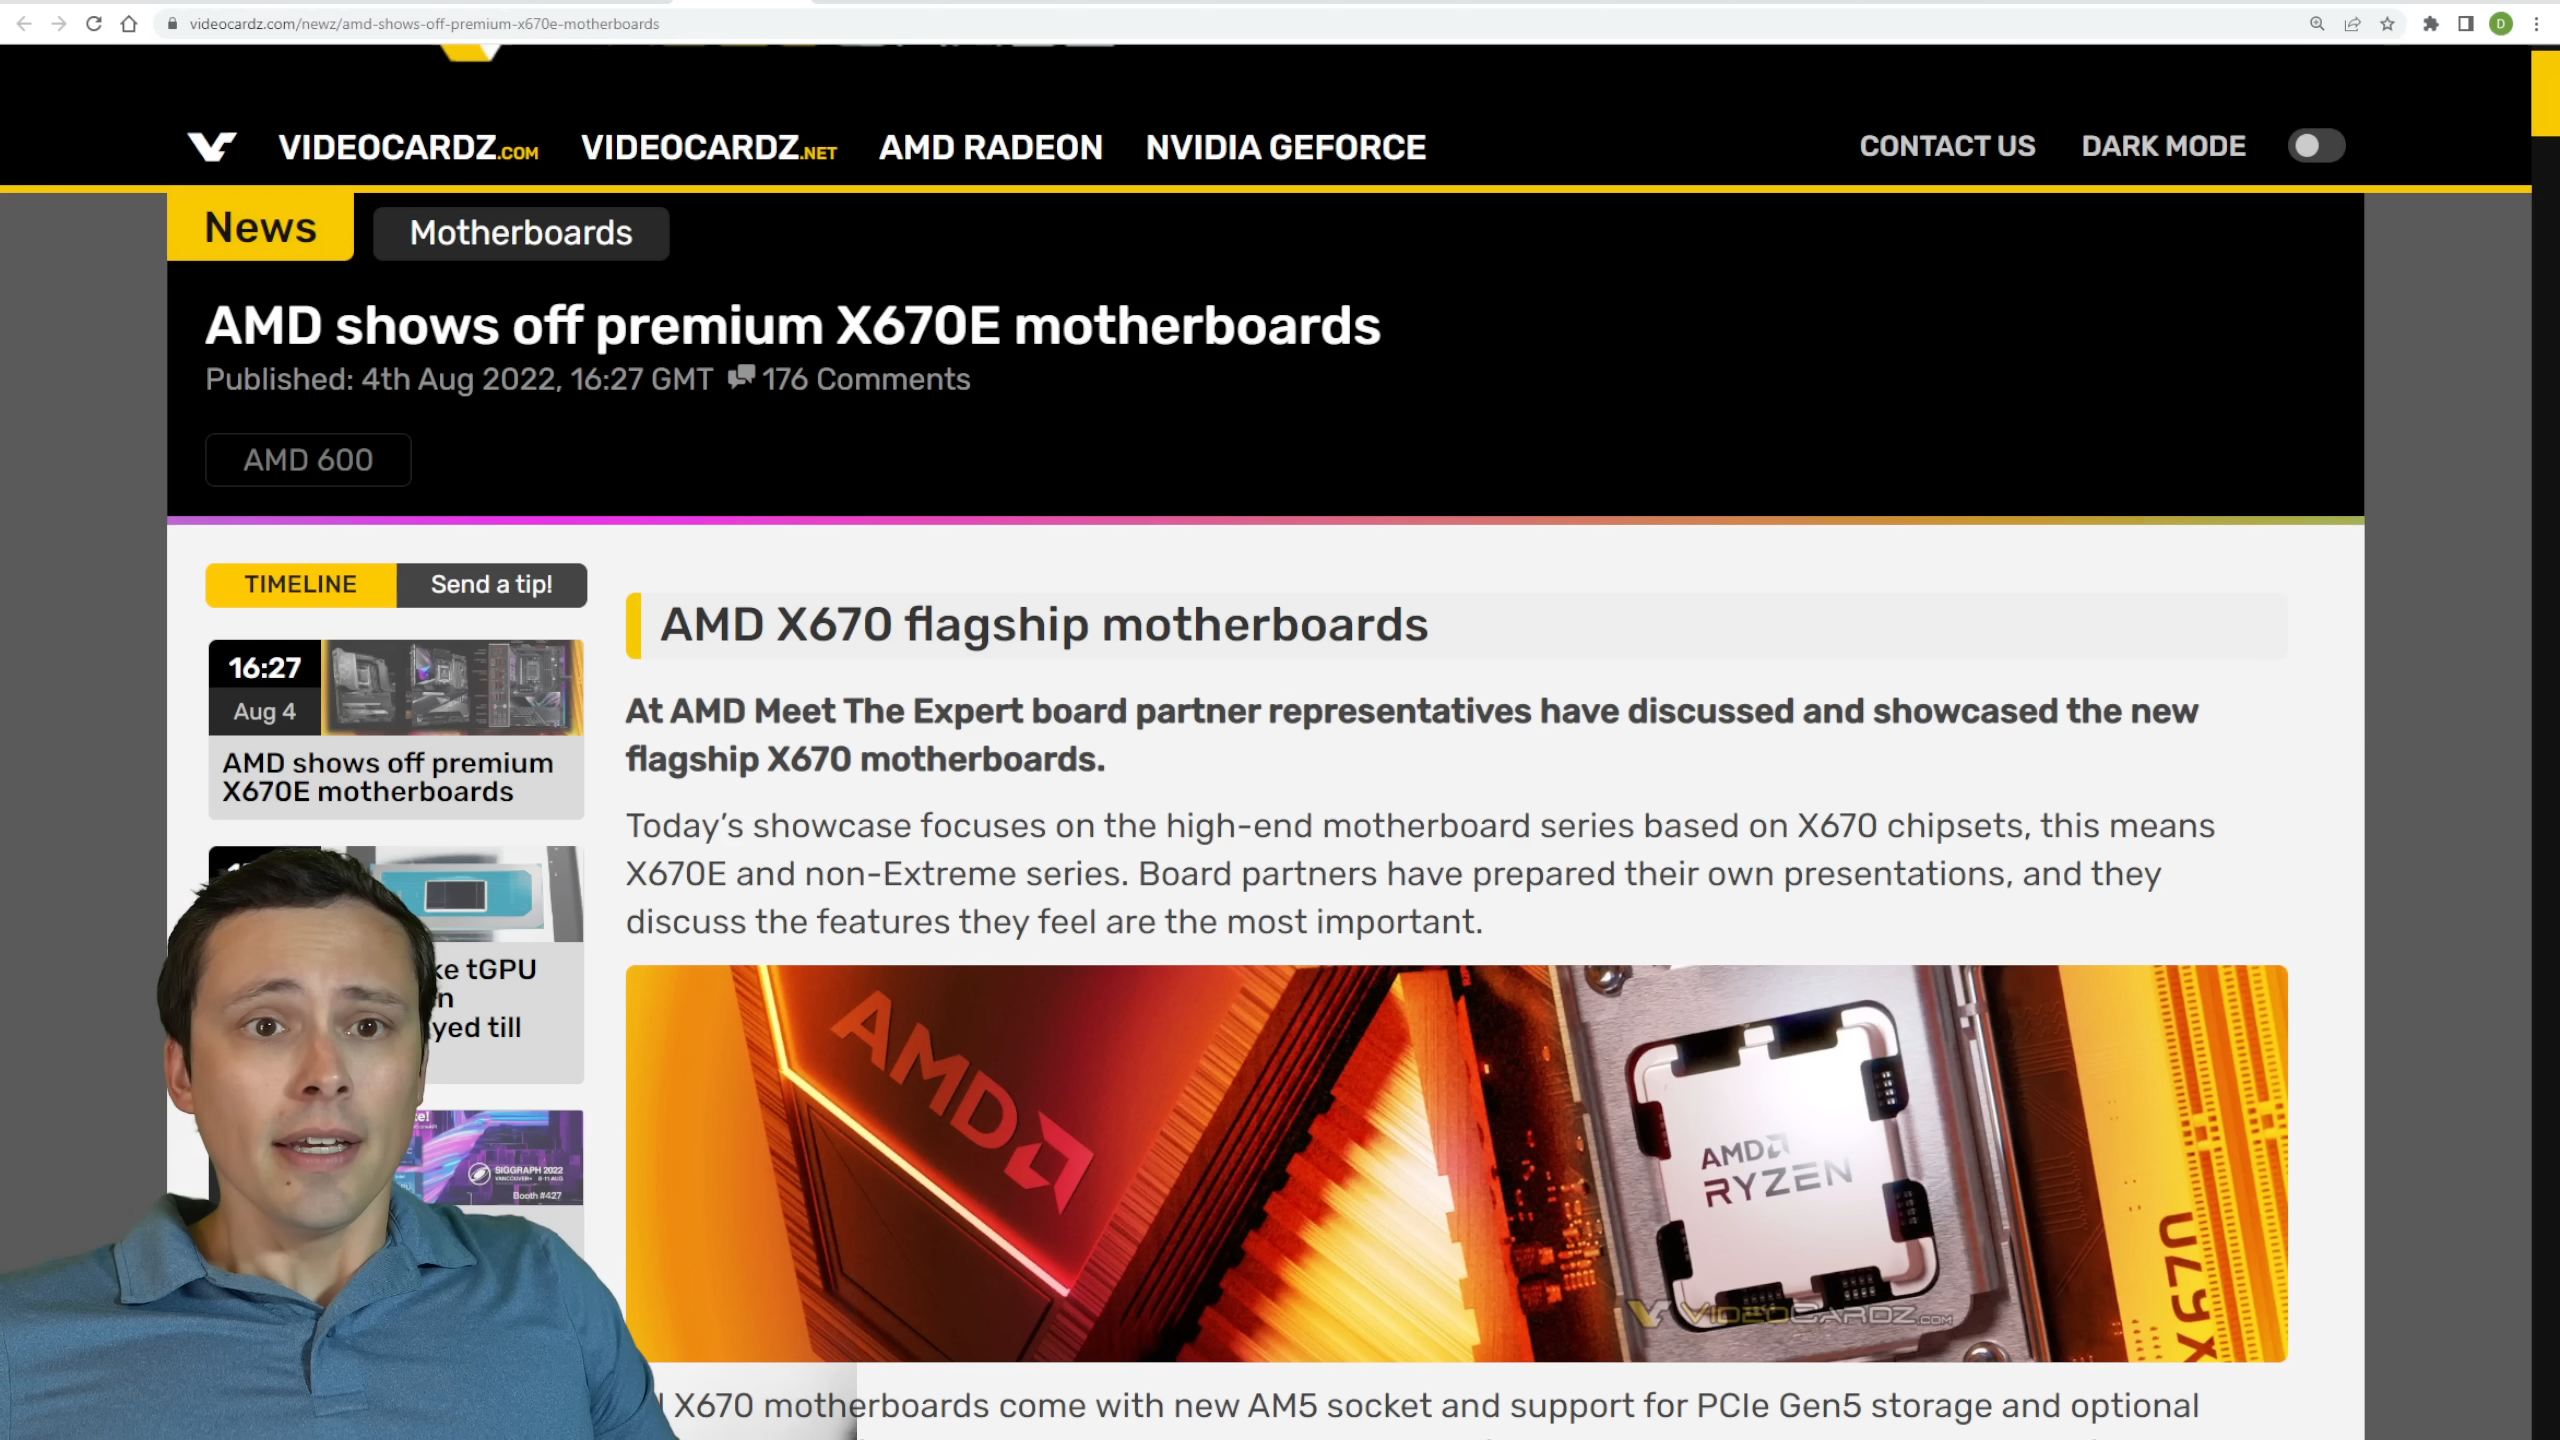 videocardz.com/newz/amd-shows-off-premium-x670e-motherboards
D
VIDEOCARDZ.COM VIDEOCARDZ.NET AMD RADEON NVIDIA GEFORCE CONTACT US DARK MODE
News Motherboards
AMD shows off premium X670E motherboards
Published: 4th Aug 2022, 16:27 GMT 176 Comments
AMD 600
TIMELINE Send a tip!
16:27
Aug 4
AMD shows off premium
X670E motherboards
ke tGPU
n
yed till
SIGGRAPH 2022
VANCOUVER+ 8-11 AUG
Booth #427
AMD X670 flagship motherboards
At AMD Meet The Expert board partner representatives have discussed and showcased the new
flagship X670 motherboards.
Today’s showcase focuses on the high-end motherboard series based on X670 chipsets, this means
X670E and non-Extreme series. Board partners have prepared their own presentations, and they
discuss the features they feel are the most important.
AMD
AMD
RYZEN
X670
VIDEOCARDZ.COM
X670 motherboards come with new AM5 socket and support for PCIe Gen5 storage and optional